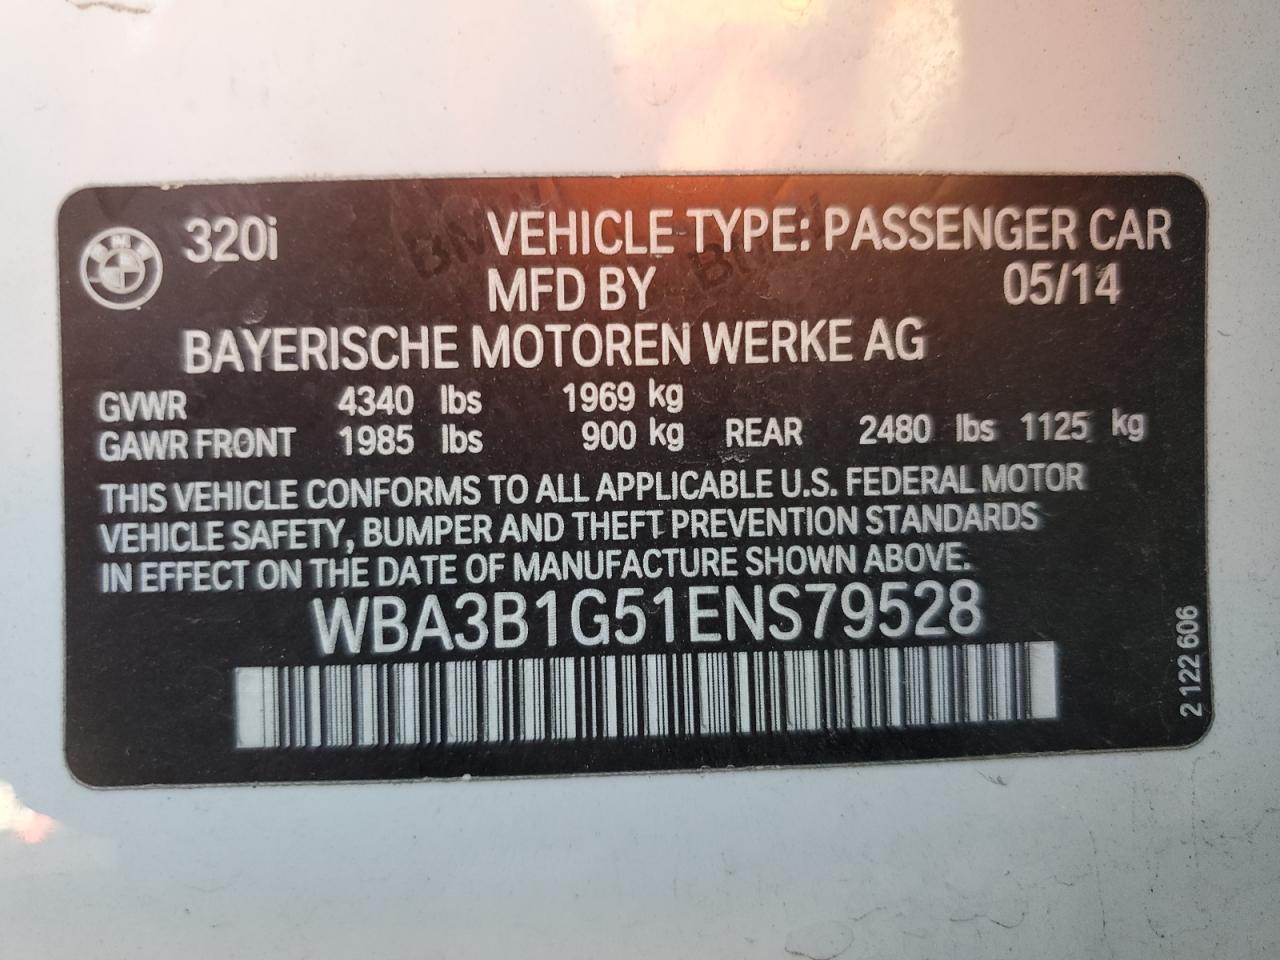 BMW
320i VEHICLE TYPE: PASSENGER CAR
MFD BY 05/14
BAYERISCHE MOTOREN WERKE AG
GVWR 4340 lbs 1969 kg
GAWR FRONT 1985 lbs 900 kg REAR 2480 lbs 1125 kg
THIS VEHICLE CONFORMS TO ALL APPLICABLE U.S. FEDERAL MOTOR
VEHICLE SAFETY, BUMPER AND THEFT PREVENTION STANDARDS
IN EFFECT ON THE DATE OF MANUFACTURE SHOWN ABOVE.
WBA3B1G51ENS79528
2 122 606
BMW
BMW